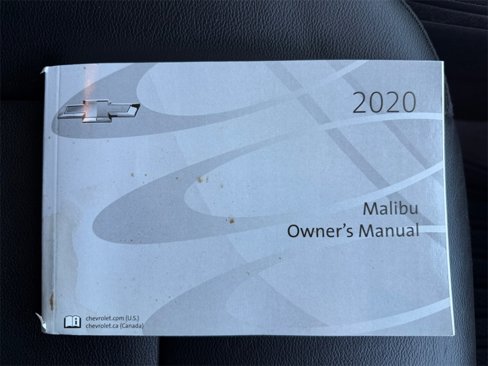 2020
Malibu
Owner's Manual
chevrolet.com (U.S.)
chevrolet.ca (Canada)